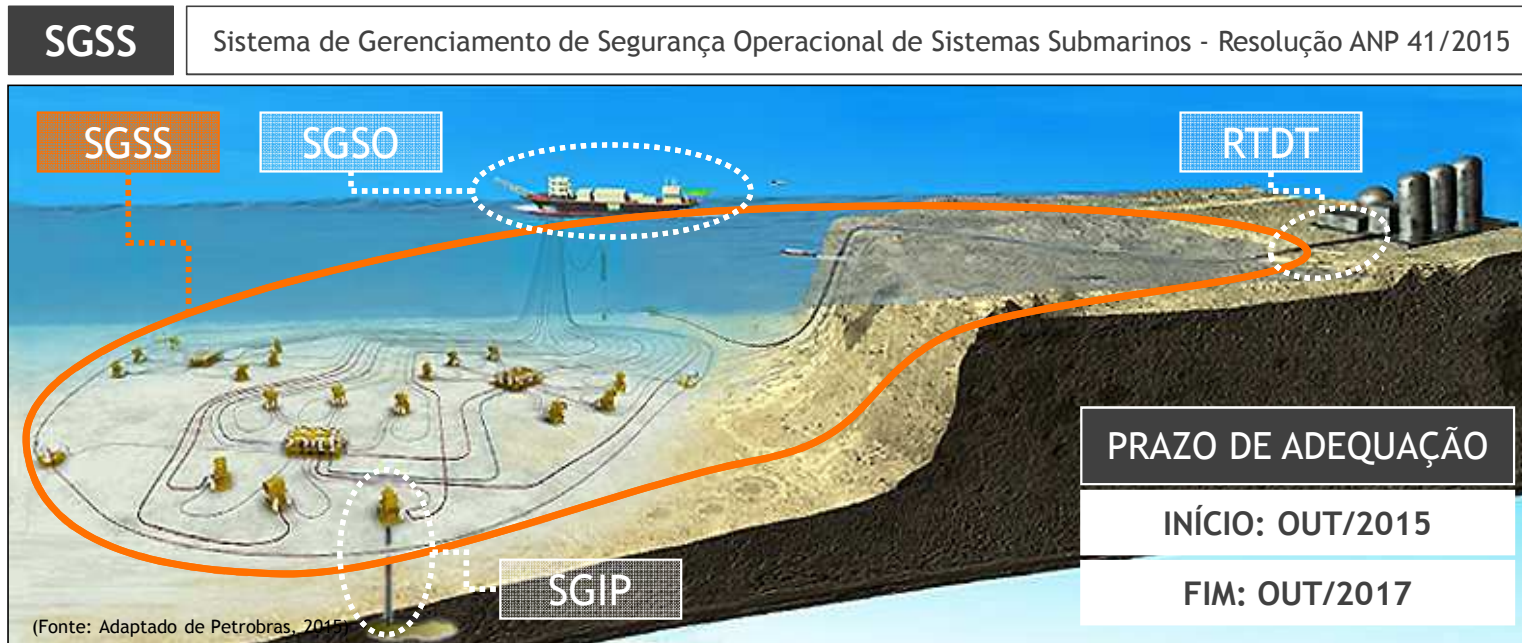 SGSS
Sistema de Gerenciamento de Segurança Operacional de Sistemas Submarinos - Resolução ANP 41/2015
SGSS
SGSO
RTDT
PRAZO DE ADEQUAÇÃO
INÍCIO: OUT/2015
FIM: OUT/2017
SGIP
(Fonte: Adaptado de Petrobras, 2015)